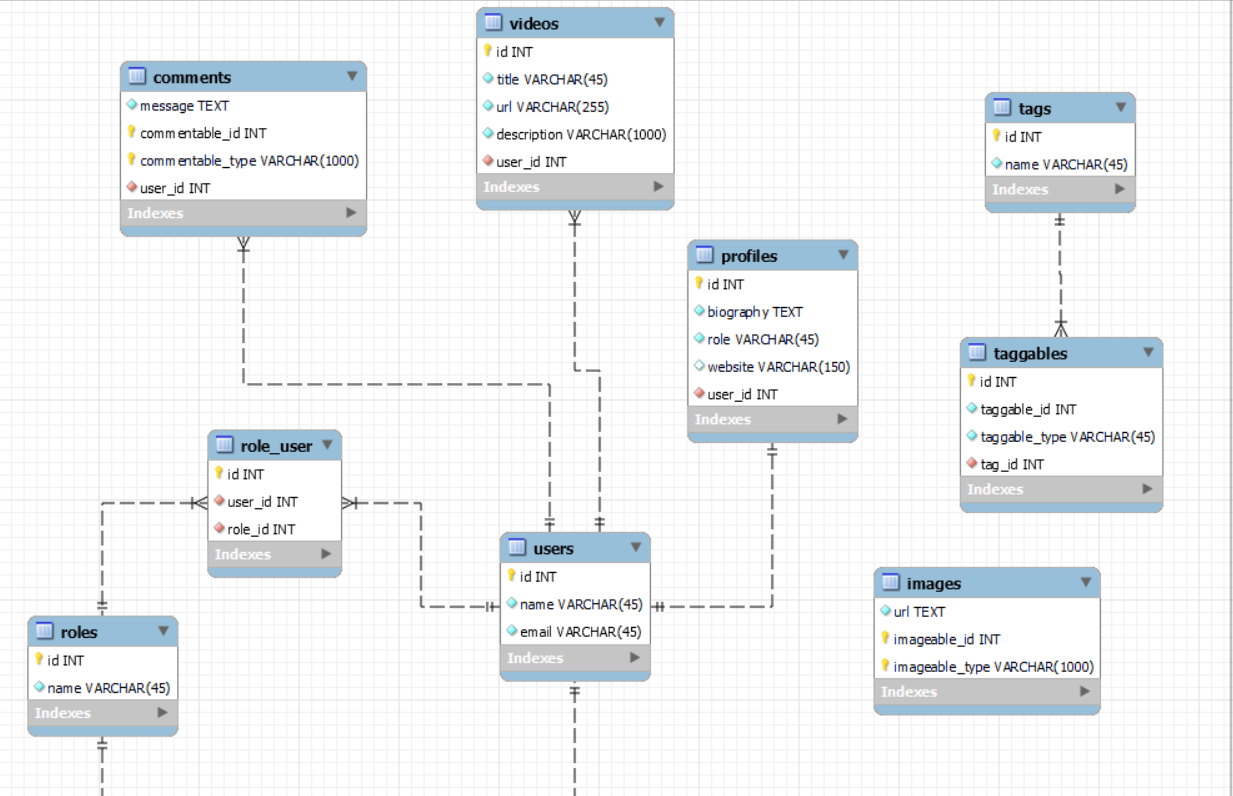 videos
id INT
title VARCHAR(45)
url VARCHAR(255)
description VARCHAR(1000)
user_id INT
Indexes
comments
message TEXT
commentable_id INT
commentable_type VARCHAR(1000)
user_id INT
Indexes
tags
id INT
name VARCHAR(45)
Indexes
profiles
id INT
biography TEXT
role VARCHAR(45)
website VARCHAR(150)
user_id INT
Indexes
taggables
id INT
taggable_id INT
taggable_type VARCHAR(45)
tag_id INT
Indexes
role_user
id INT
user_id INT
role_id INT
Indexes
users
id INT
name VARCHAR(45)
email VARCHAR(45)
Indexes
images
url TEXT
imageable_id INT
imageable_type VARCHAR(1000)
Indexes
roles
id INT
name VARCHAR(45)
Indexes